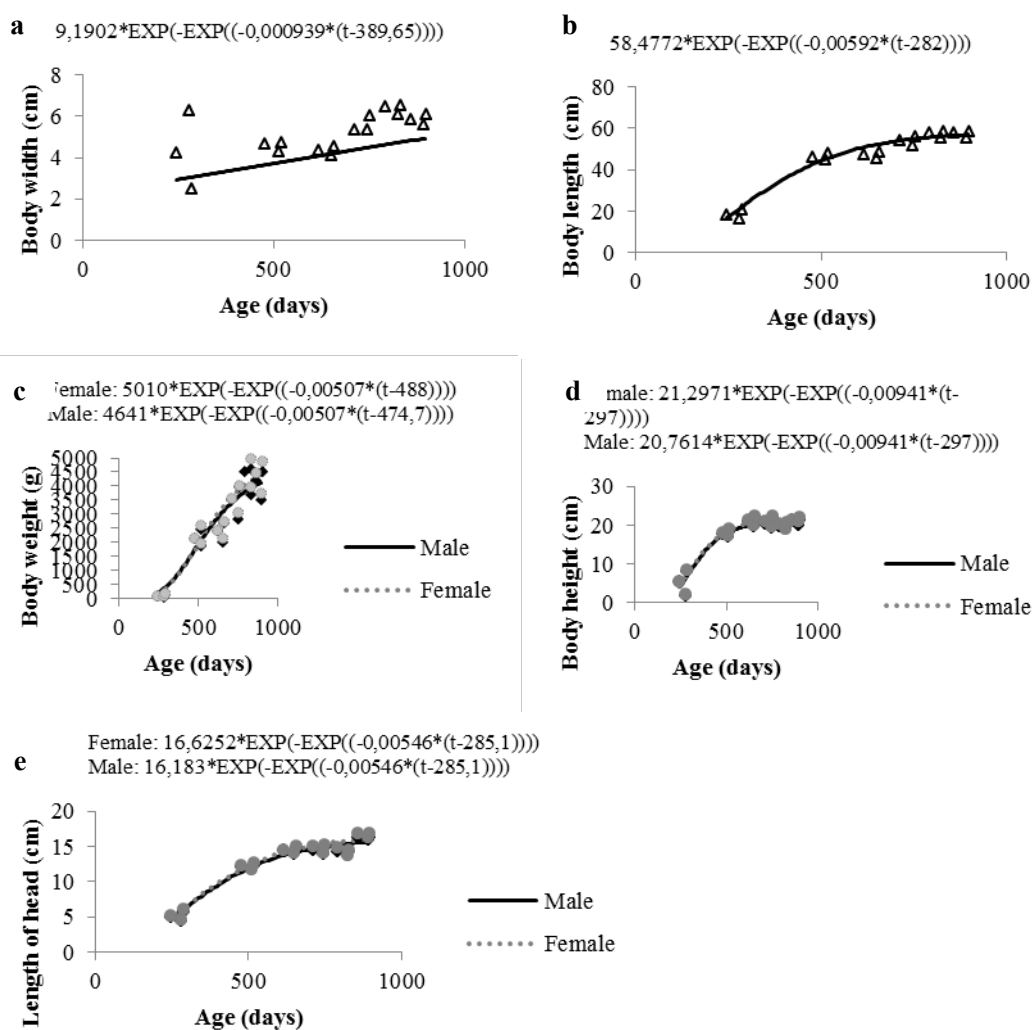 a
9,1902*EXP(-EXP((-0,000939*(t-389,65))))
8
6
4
2
0
0 500 1000
Body width (cm)
Age (days)
b
58,4772*EXP(-EXP((-0,00592*(t-282))))
80
60
40
20
0
0 500 1000
Body length (cm)
Age (days)
c
Female: 5010*EXP(-EXP((-0,00507*(t-488))))
Male: 4641*EXP(-EXP((-0,00507*(t-474,7))))
5000
4500
4000
3500
3000
2500
2000
1500
1000
500
0
0 500 1000
Body weight (g)
Age (days)
Male
Female
d
male: 21,2971*EXP(-EXP((-0,00941*(t-
297))))
Male: 20,7614*EXP(-EXP((-0,00941*(t-297))))
30
20
10
0
0 500 1000
Body height (cm)
Age (days)
Male
Female
e
Female: 16,6252*EXP(-EXP((-0,00546*(t-285,1))))
Male: 16,183*EXP(-EXP((-0,00546*(t-285,1))))
20
15
10
5
0
0 500 1000
Length of head (cm)
Age (days)
Male
Female